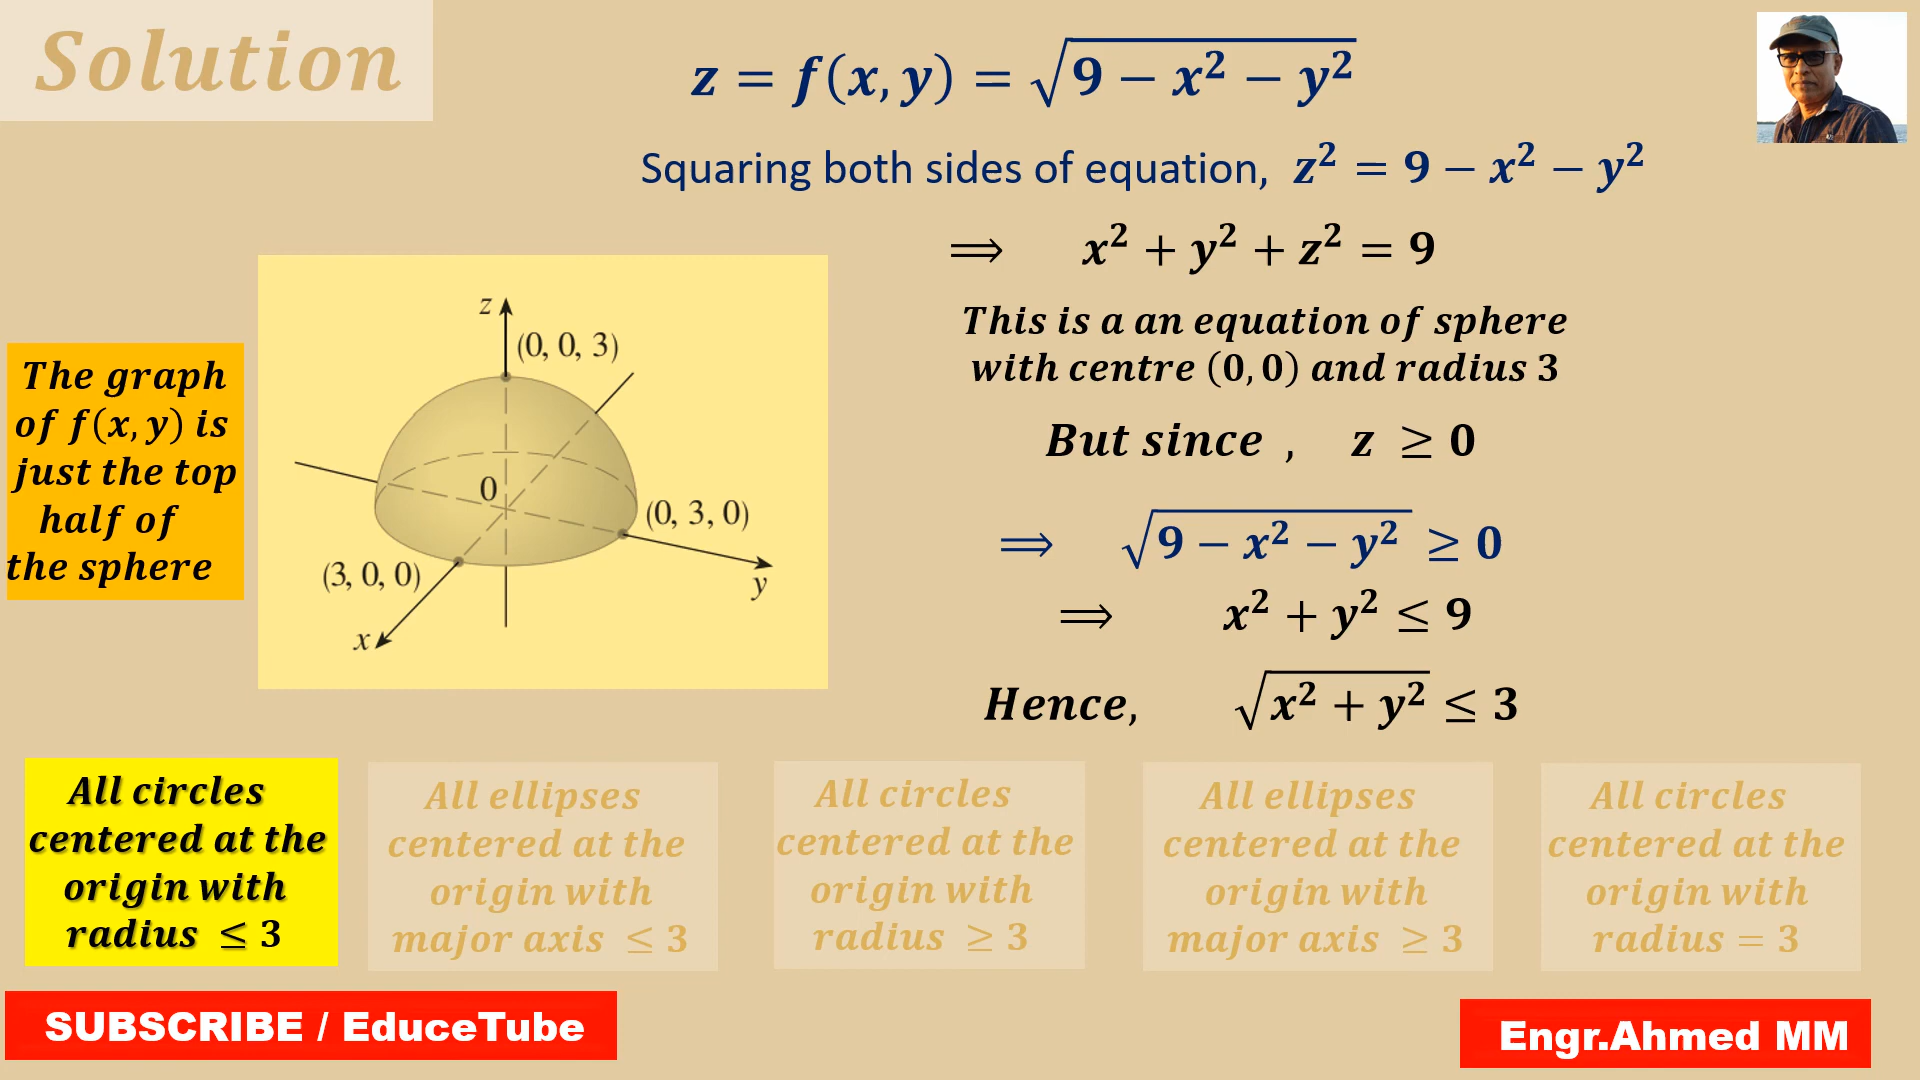 Solution
z = f(x, y) = √(9 − x² − y²)
Squaring both sides of equation, z² = 9 − x² − y²
⟹ x² + y² + z² = 9
This is a an equation of sphere
with centre (0, 0) and radius 3
But since , z ≥ 0
⟹ √(9 − x² − y²) ≥ 0
⟹ x² + y² ≤ 9
Hence, √(x² + y²) ≤ 3
The graph
of f(x, y) is
just the top
half of
the sphere
z
(0, 0, 3)
0
(0, 3, 0)
(3, 0, 0)
y
x
All circles
centered at the
origin with
radius ≤ 3
All ellipses
centered at the
origin with
major axis ≤ 3
All circles
centered at the
origin with
radius ≥ 3
All ellipses
centered at the
origin with
major axis ≥ 3
All circles
centered at the
origin with
radius = 3
SUBSCRIBE / EduceTube
Engr.Ahmed MM